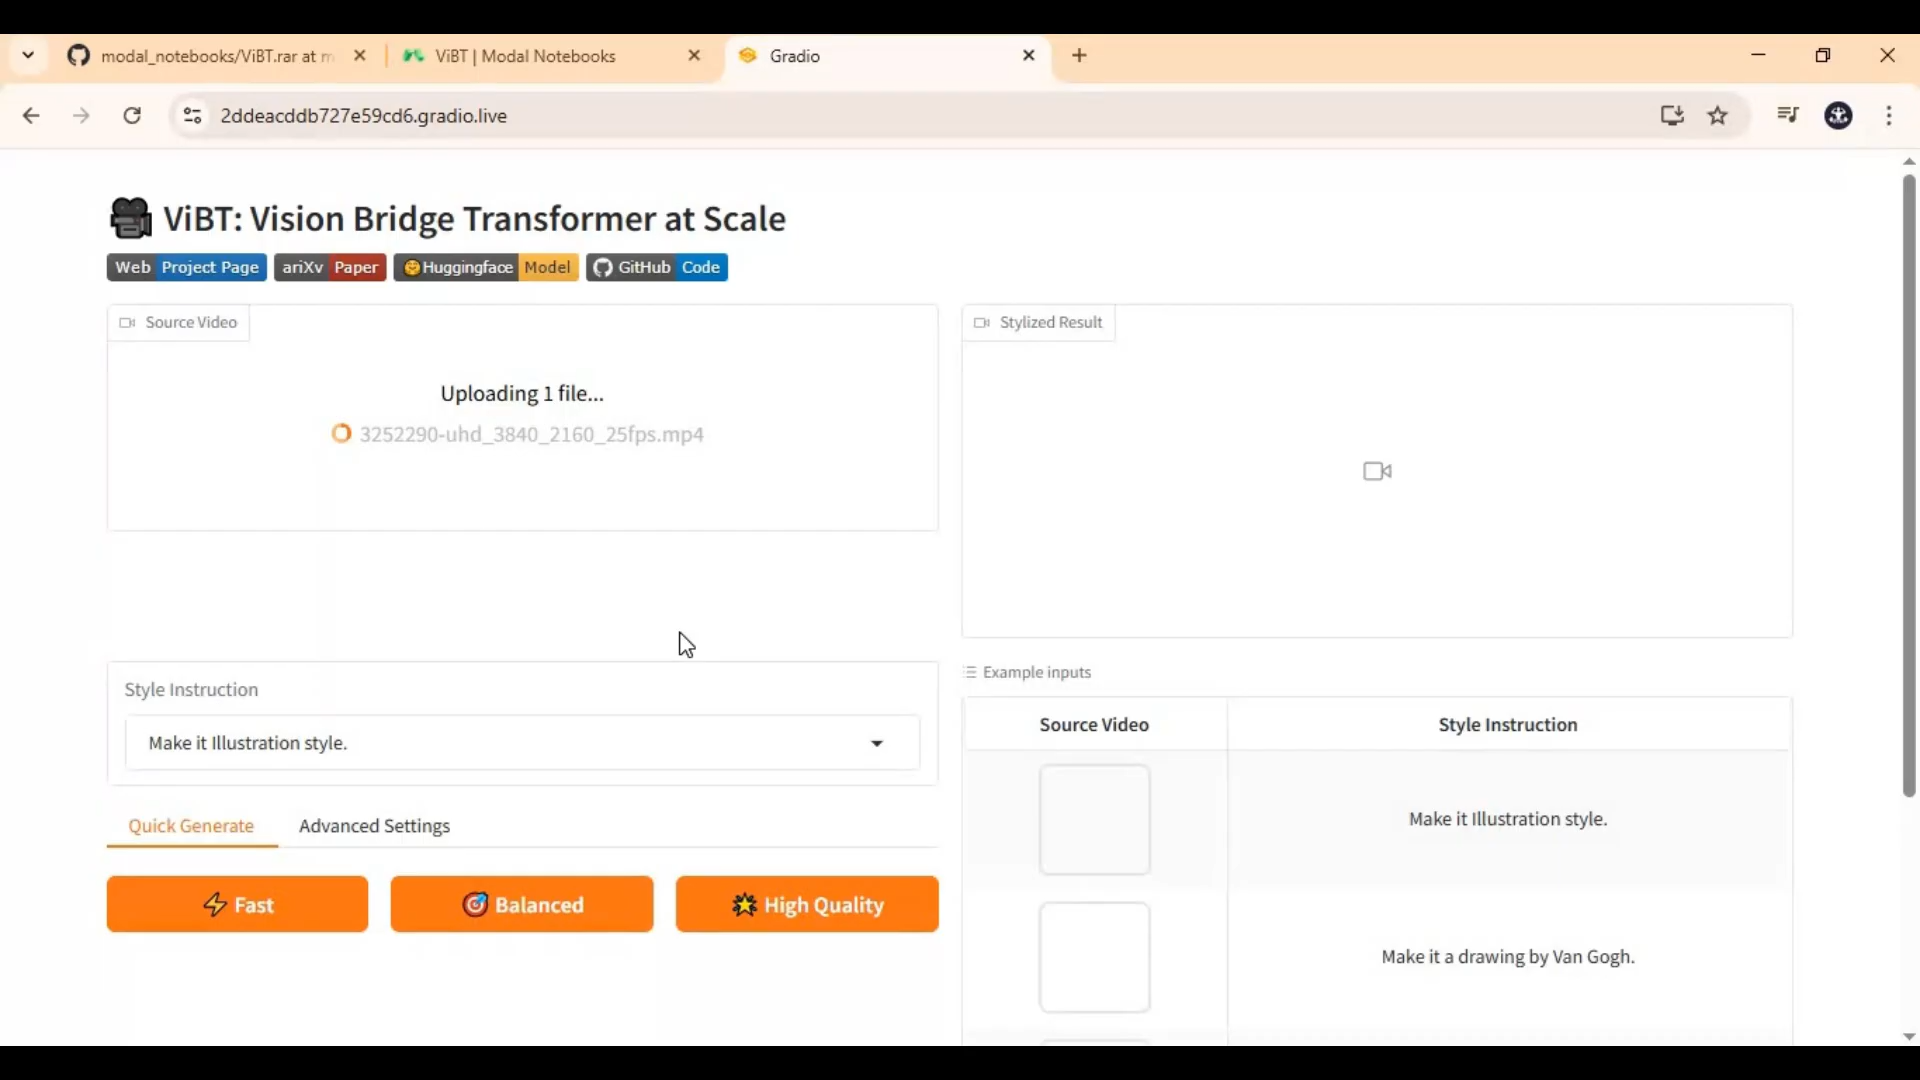 modal_notebooks/ViBT.rar at m
ViBT | Modal Notebooks
Gradio
2ddeacddb727e59cd6.gradio.live
ViBT: Vision Bridge Transformer at Scale
Web Project Page
ariXv Paper
Huggingface Model
GitHub Code
Source Video
Uploading 1 file...
3252290-uhd_3840_2160_25fps.mp4
Stylized Result
Style Instruction
Make it Illustration style.
Quick Generate
Advanced Settings
Fast
Balanced
High Quality
Example inputs
Source Video
Style Instruction
Make it Illustration style.
Make it a drawing by Van Gogh.